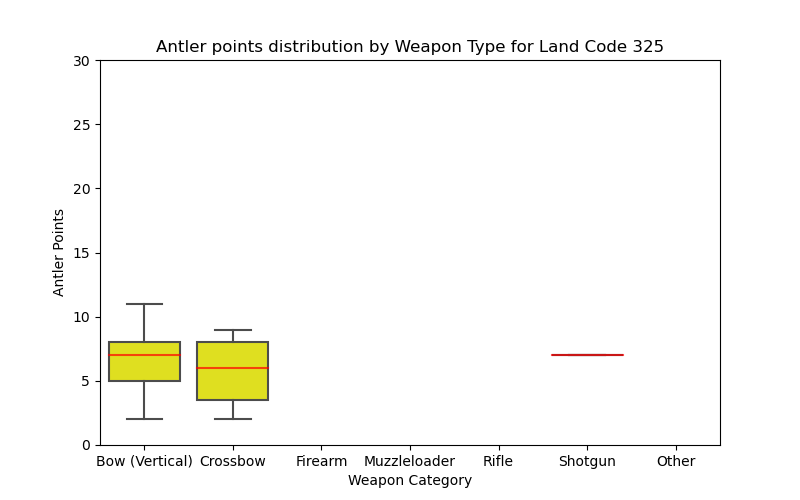 Antler points distribution by Weapon Type for Land Code 325
30
25
20
15
10
5
0
Antler Points
Bow (Vertical) Crossbow Firearm Muzzleloader Rifle Shotgun Other
Weapon Category